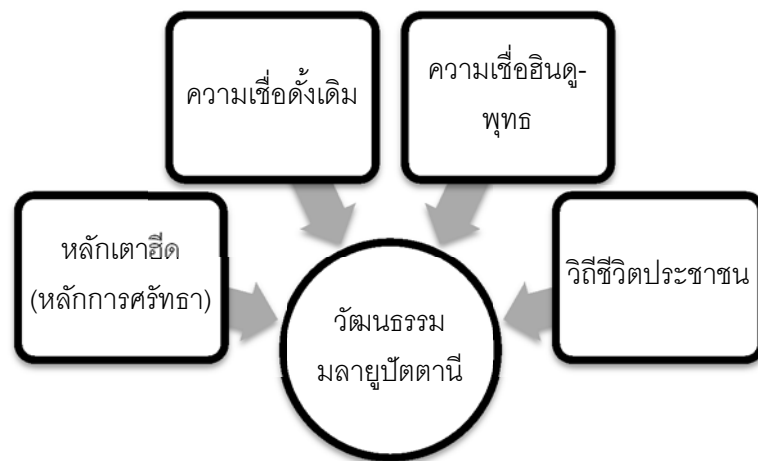 ความเชื่อดั้งเดิม
ความเชื่อฮินดู-
พุทธ
หลักเตาฮีด
(หลักการศรัทธา)
วิถีชีวิตประชาชน
วัฒนธรรม
มลายูปัตตานี